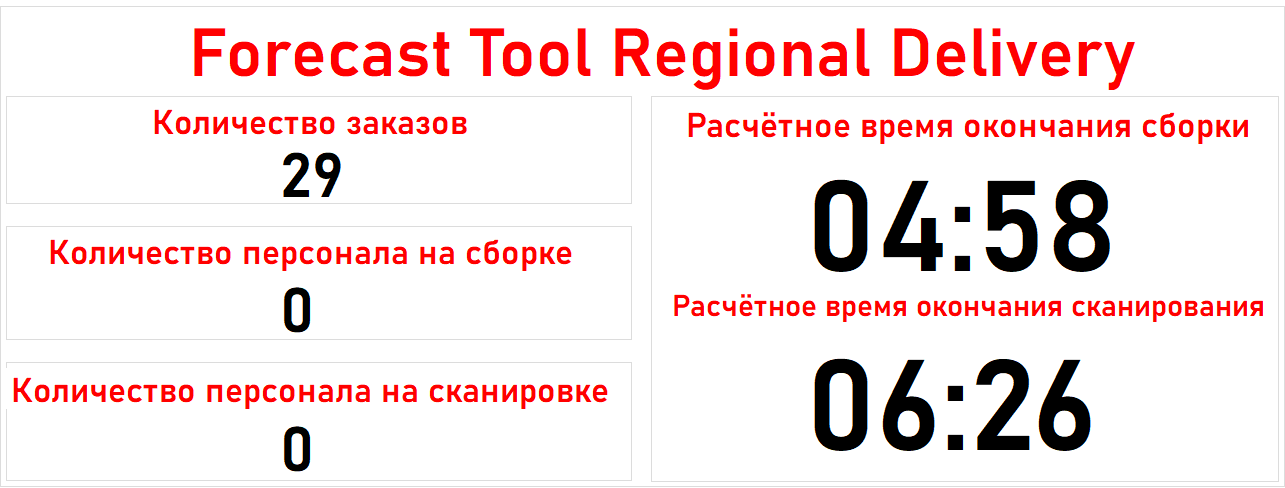 Forecast Tool Regional Delivery
Количество заказов
29
Количество персонала на сборке
0
Количество персонала на сканировке
0
Расчётное время окончания сборки
04:58
Расчётное время окончания сканирования
06:26